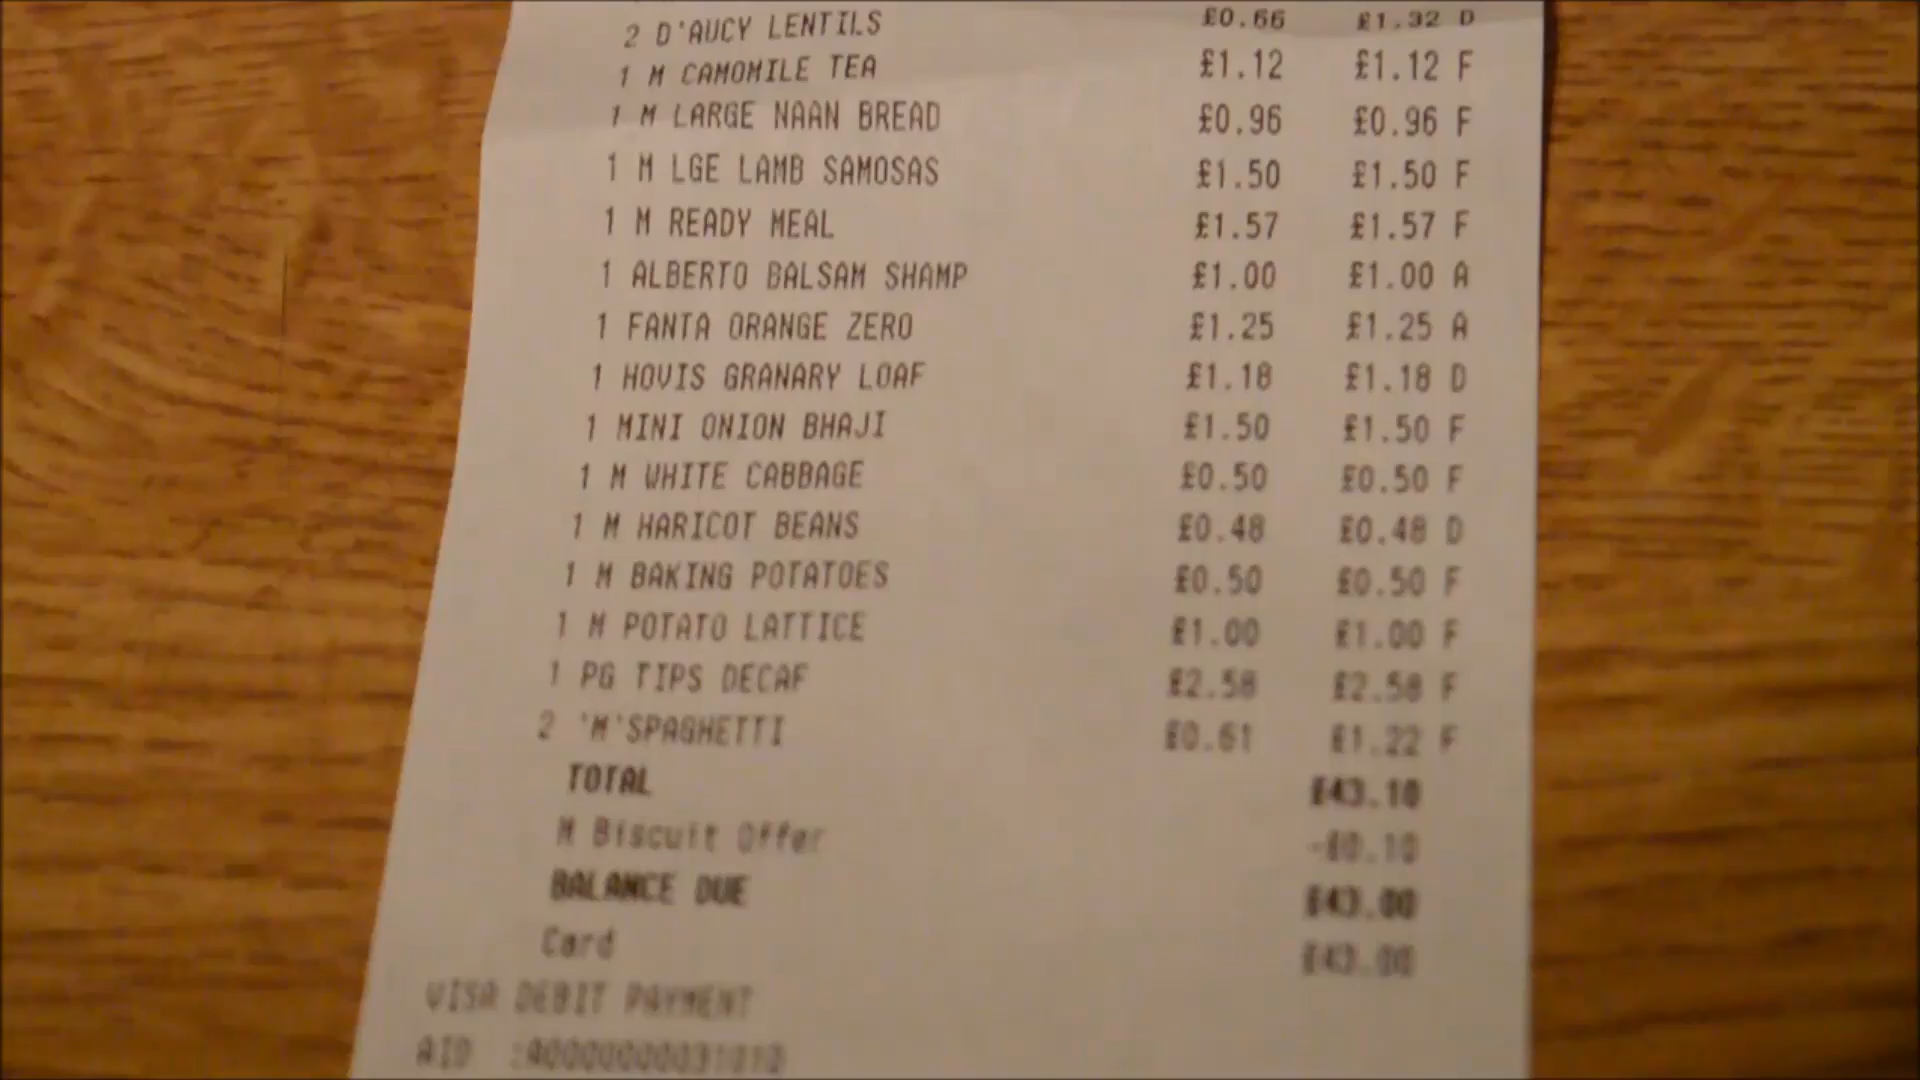 2 D'AUCY LENTILS £0.66 £1.32 D
1 M CAMOMILE TEA £1.12 £1.12 F
1 M LARGE NAAN BREAD £0.96 £0.96 F
1 M LGE LAMB SAMOSAS £1.50 £1.50 F
1 M READY MEAL £1.57 £1.57 F
1 ALBERTO BALSAM SHAMP £1.00 £1.00 A
1 FANTA ORANGE ZERO £1.25 £1.25 A
1 HOVIS GRANARY LOAF £1.18 £1.18 D
1 MINI ONION BHAJI £1.50 £1.50 F
1 M WHITE CABBAGE £0.50 £0.50 F
1 M HARICOT BEANS £0.48 £0.48 D
1 M BAKING POTATOES £0.50 £0.50 F
1 M POTATO LATTICE £1.00 £1.00 F
1 PG TIPS DECAF £2.58 £2.58 F
2 'M'SPAGHETTI £0.61 £1.22 F
TOTAL £43.10
M Biscuit Offer -£0.10
BALANCE DUE £43.00
Card £43.00
VISA DEBIT PAYMENT
AID :A0000000031010